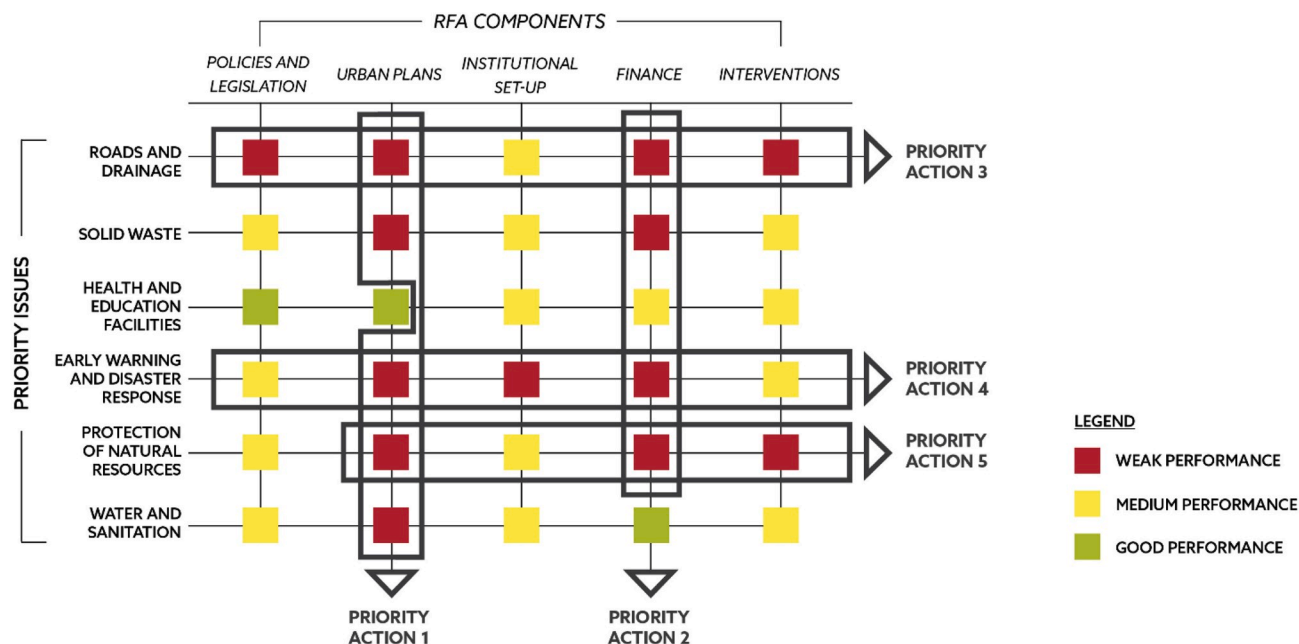 RFA COMPONENTS
POLICIES AND
LEGISLATION
URBAN PLANS
INSTITUTIONAL
SET-UP
FINANCE
INTERVENTIONS
PRIORITY ISSUES
ROADS AND
DRAINAGE
PRIORITY
ACTION 3
SOLID WASTE
HEALTH AND
EDUCATION
FACILITIES
EARLY WARNING
AND DISASTER
RESPONSE
PRIORITY
ACTION 4
PROTECTION
OF NATURAL
RESOURCES
PRIORITY
ACTION 5
WATER AND
SANITATION
PRIORITY
ACTION 1
PRIORITY
ACTION 2
LEGEND
WEAK PERFORMANCE
MEDIUM PERFORMANCE
GOOD PERFORMANCE